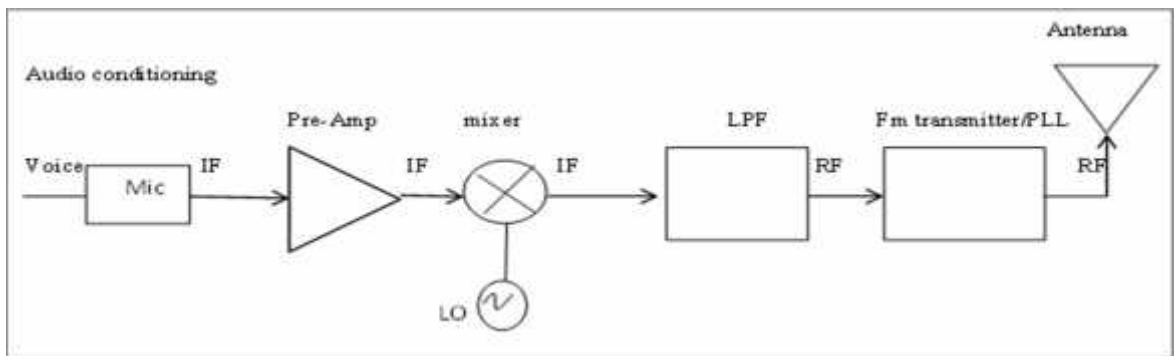 Antenna
Audio conditioning
Pre-Amp
mixer
LPF
Fm transmitter/PLL
Voice
Mic
IF
IF
IF
RF
RF
LO